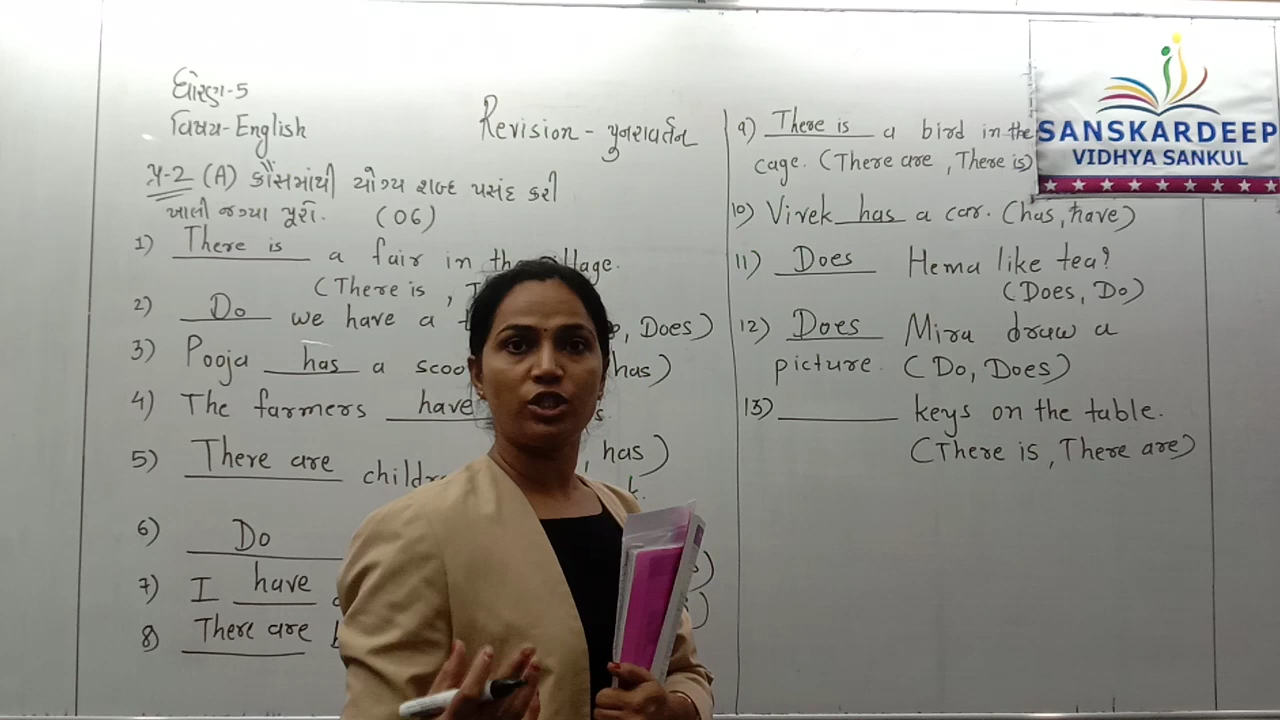 ધોરણ-5
વિષય-English
Revision - પુનરાવર્તન
પ્ર-2 (A) કૌંસમાંથી યોગ્ય શબ્દ પસંદ કરી
ખાલી જગ્યા પૂરો. (06)
1) There is a fair in the village.
(There is ,
2) Do we have a , Does)
3) Pooja has a has)
4) The farmers have
, has)
5) There are
6) Do
7) I have
8) There are
9) There is a bird in the
cage. (There are , There is)
10) Vivek has a car. (has, have)
11) Does Hema like tea?
(Does, Do)
12) Does Mira draw a
picture. (Do, Does)
13) ________ keys on the table.
(There is , There are)
SANSKARDEEP
VIDHYA SANKUL